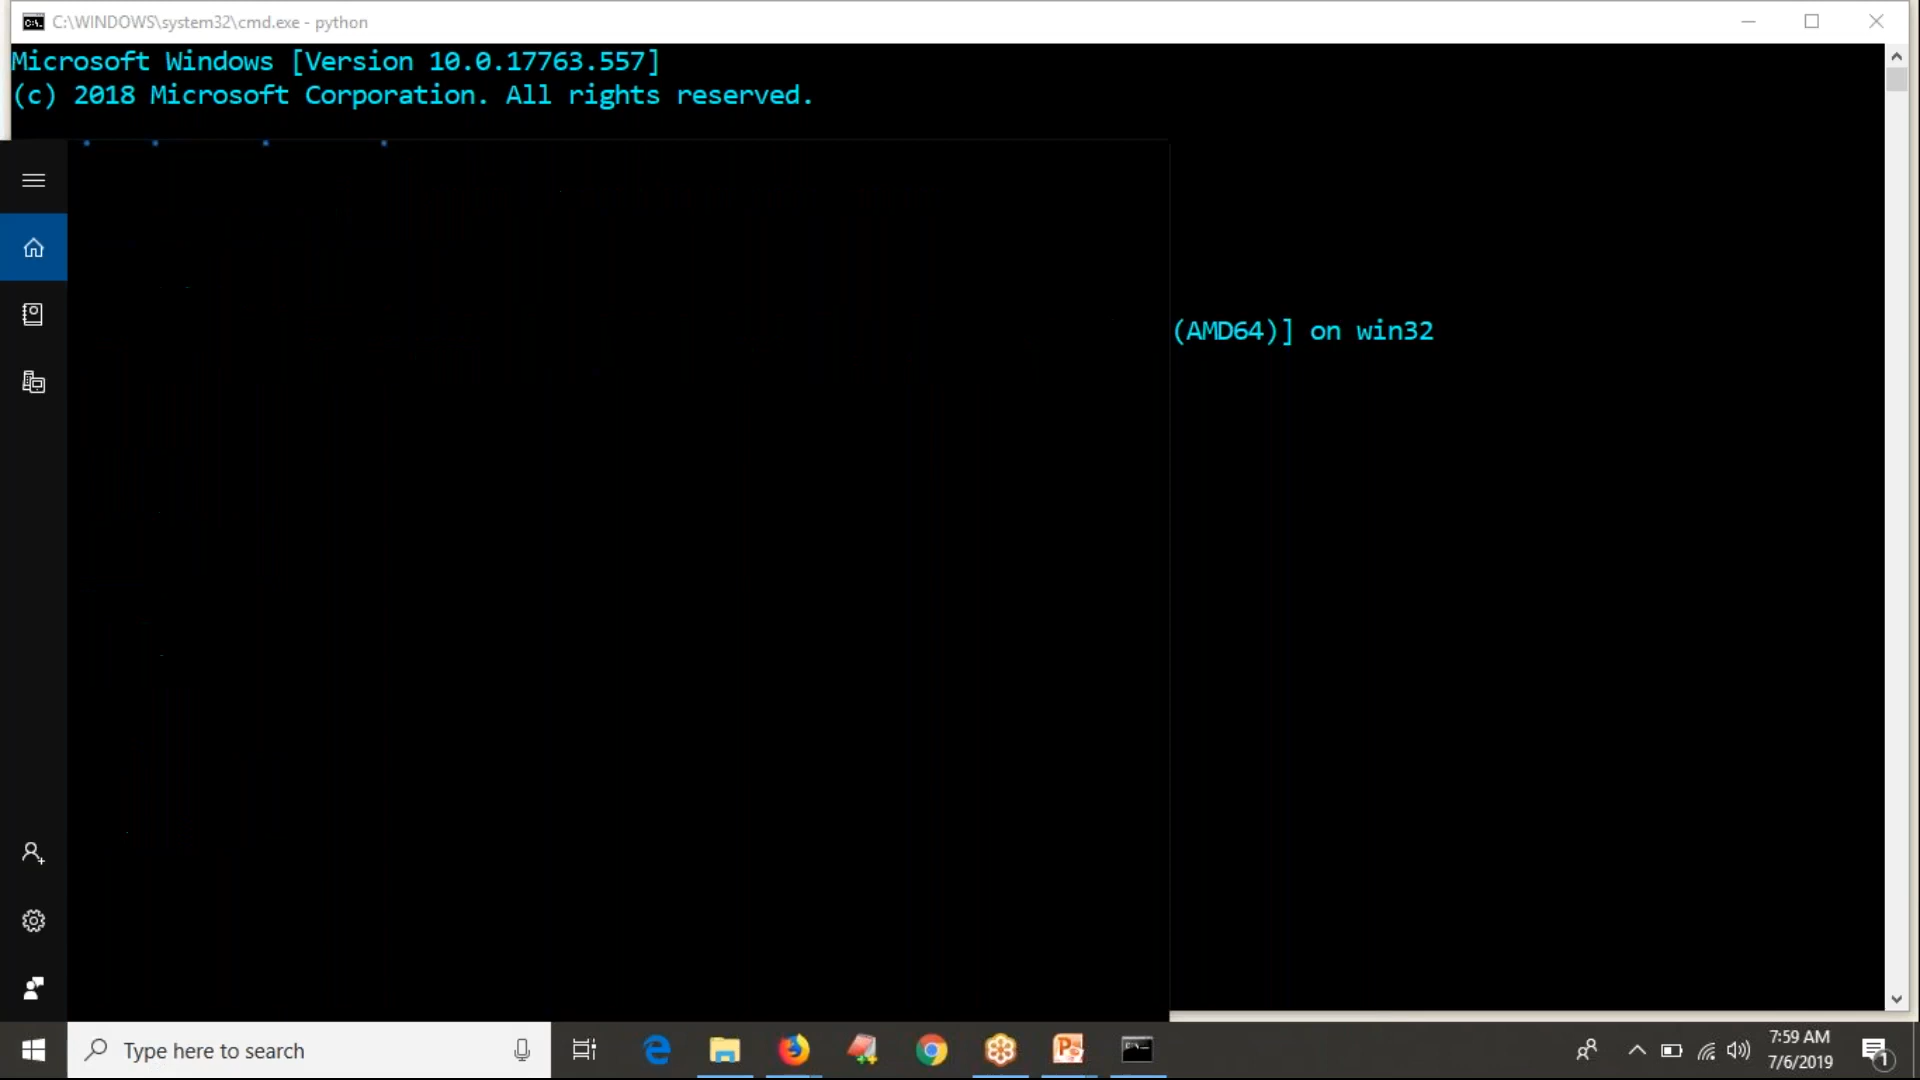 C:\WINDOWS\system32\cmd.exe - python
Microsoft Windows [Version 10.0.17763.557]
(c) 2018 Microsoft Corporation. All rights reserved.
(AMD64)] on win32
Type here to search
7:59 AM
7/6/2019
1